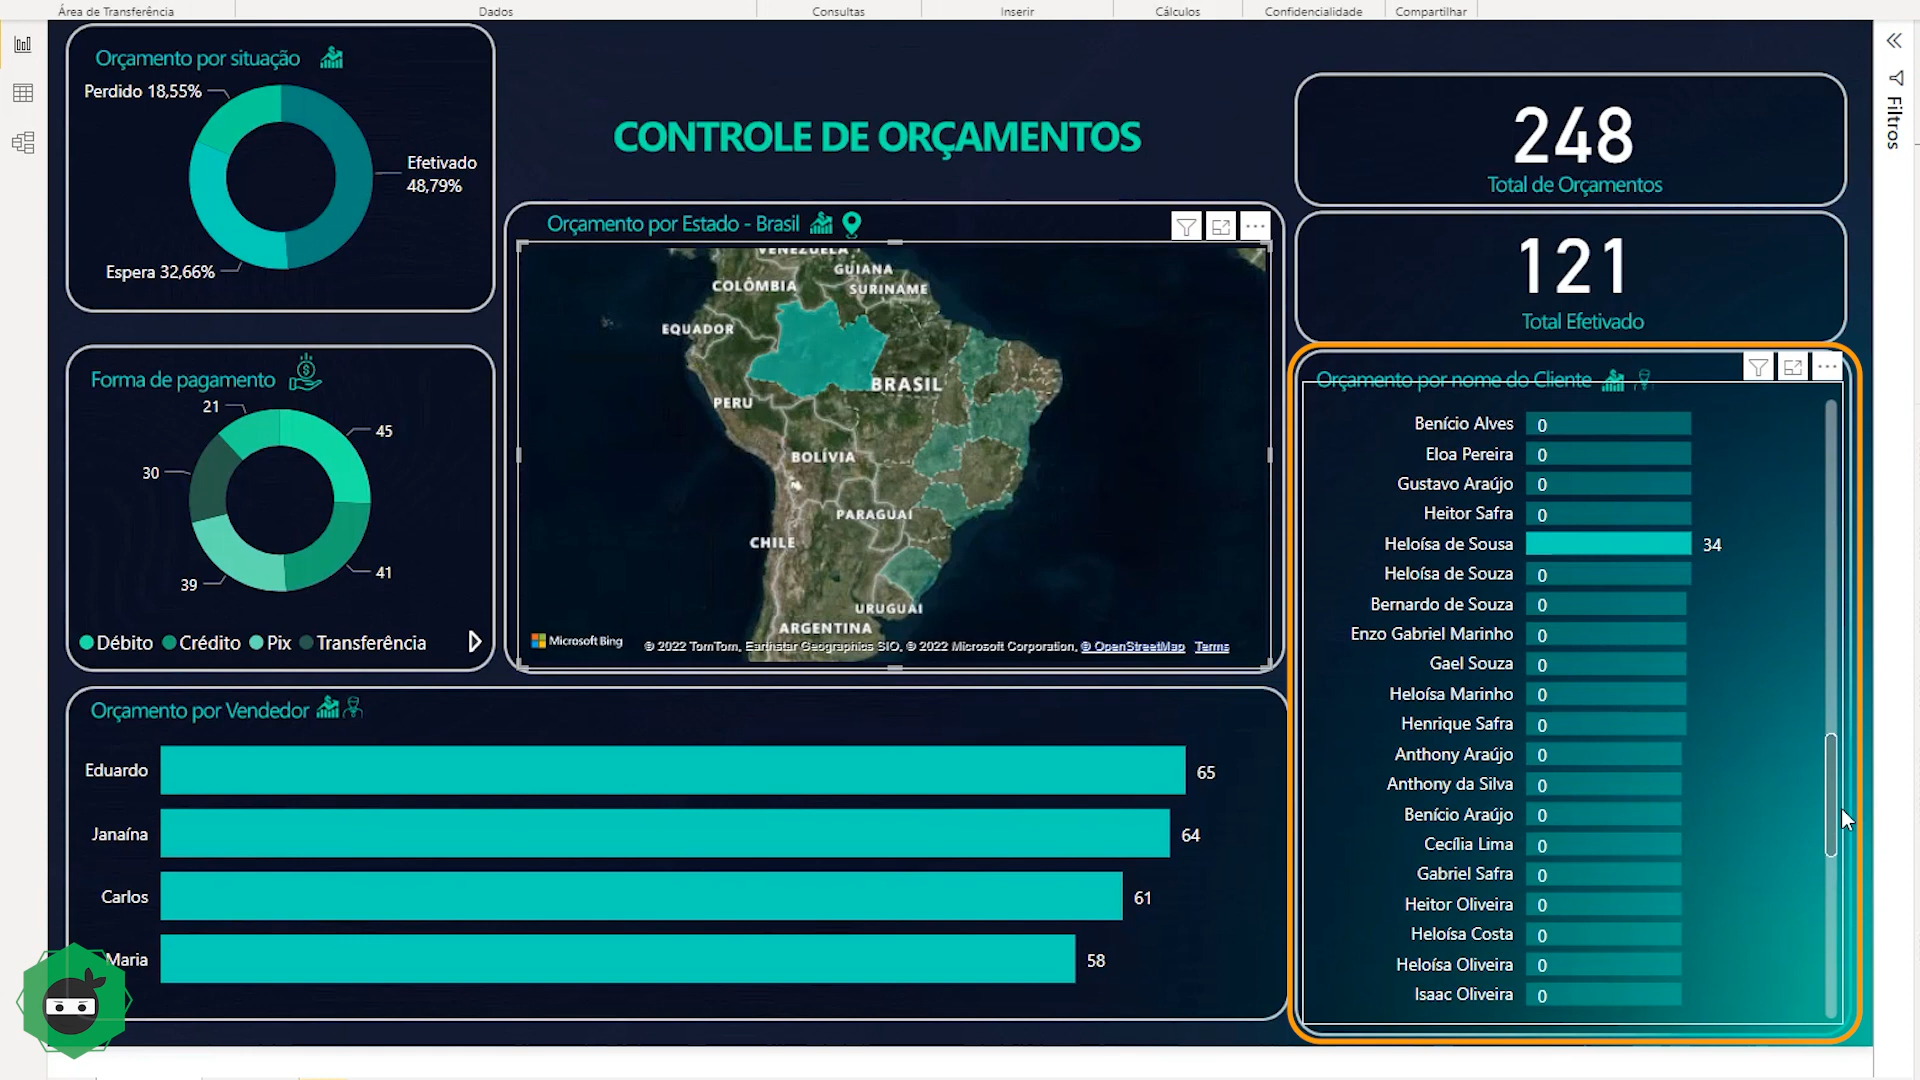 Área de Transferência
Dados
Consultas
Inserir
Cálculos
Confidencialidade
Compartilhar
Orçamento por situação
Perdido 18,55%
Efetivado
48,79%
Espera 32,66%
CONTROLE DE ORÇAMENTOS
248
Total de Orçamentos
121
Total Efetivado
Filtros
Orçamento por Estado - Brasil
VENEZUELA
GUIANA
COLÔMBIA
SURINAME
EQUADOR
BRASIL
PERU
BOLÍVIA
PARAGUAI
CHILE
URUGUAI
ARGENTINA
Microsoft Bing
© 2022 TomTom, Earthstar Geographics SIO, © 2022 Microsoft Corporation, © OpenStreetMap Terms
Forma de pagamento
21
45
30
39
41
Débito Crédito Pix Transferência
Orçamento por Vendedor
Eduardo 65
Janaína 64
Carlos 61
Maria 58
Orçamento por nome do Cliente
Benício Alves 0
Eloa Pereira 0
Gustavo Araújo 0
Heitor Safra 0
Heloísa de Sousa 34
Heloísa de Souza 0
Bernardo de Souza 0
Enzo Gabriel Marinho 0
Gael Souza 0
Heloísa Marinho 0
Henrique Safra 0
Anthony Araújo 0
Anthony da Silva 0
Benício Araújo 0
Cecília Lima 0
Gabriel Safra 0
Heitor Oliveira 0
Heloísa Costa 0
Heloísa Oliveira 0
Isaac Oliveira 0